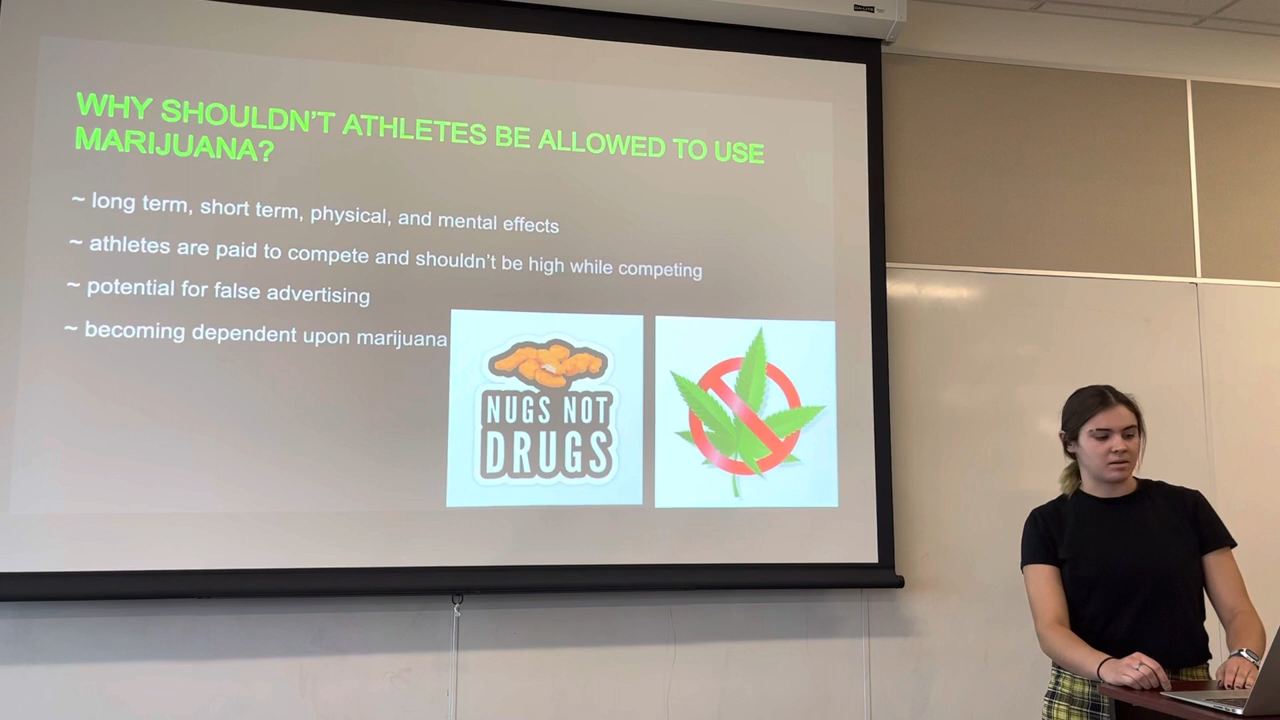 WHY SHOULDN'T ATHLETES BE ALLOWED TO USE
MARIJUANA?
~ long term, short term, physical, and mental effects
~ athletes are paid to compete and shouldn't be high while competing
~ potential for false advertising
~ becoming dependent upon marijuana
NUGS NOT
DRUGS